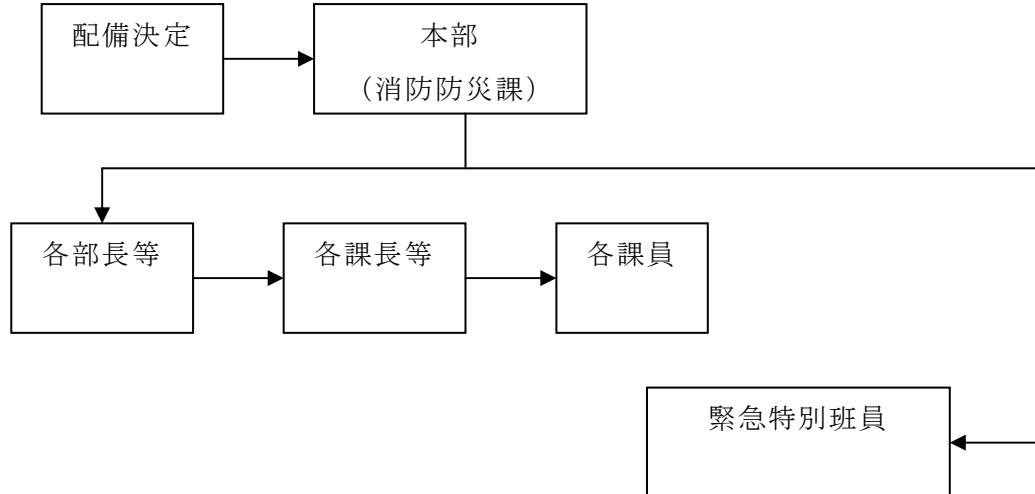 配備決定
本部
（消防防災課）
各部長等
各課長等
各課員
緊急特別班員